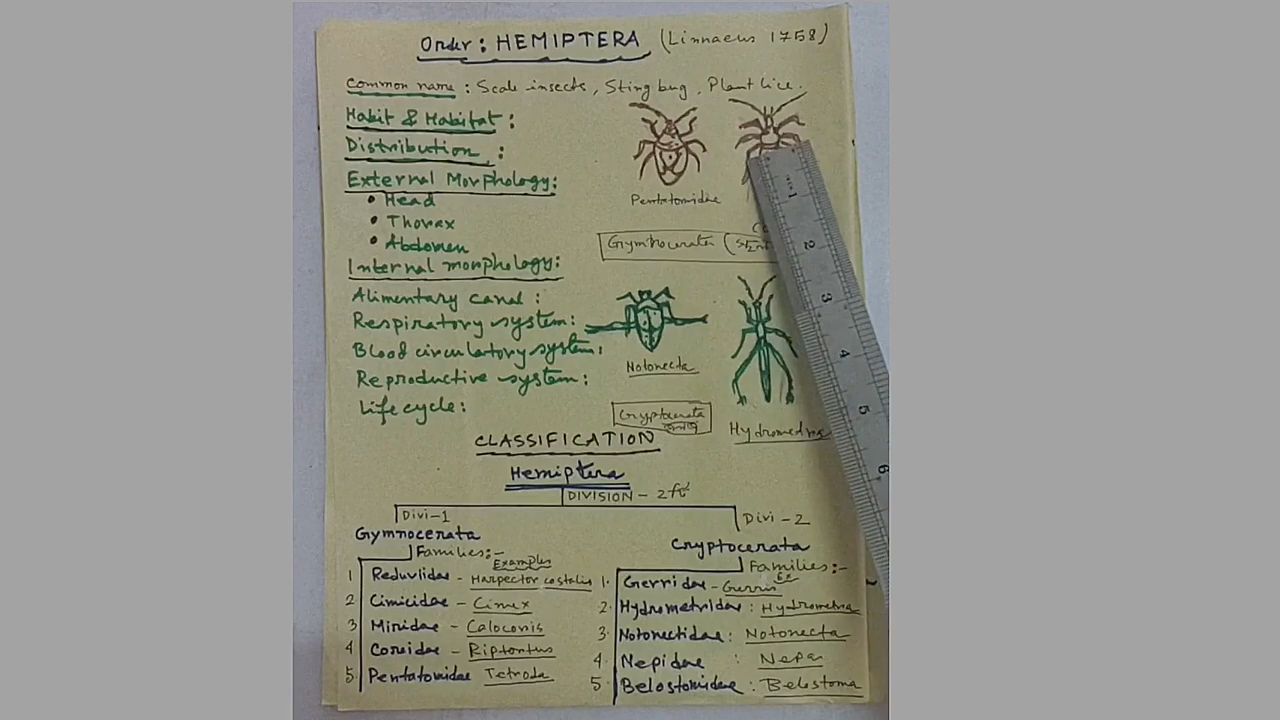 Order: HEMIPTERA (Linnaeus 1758)
Common name : Scale insects, Sting bug, Plant lice.
Habit & Habitat :
Distribution :
External Morphology:
• Head
• Thorax
• Abdomen
Internal morphology:
Alimentary canal :
Respiratory system:
Blood circulatory system:
Reproductive system:
Life cycle:
Pentatomidae
Gymnocerata
Notonecta
Cryptocerata
Hydrometra
1
2
3
4
5
6
CLASSIFICATION
Hemiptera
DIVISION - 2
Divi-1
Gymnocerata
Families:-
Examples
1 Reduviidae - Harpector costalis
2 Cimicidae - Cimex
3 Miridae - Caloconis
4 Coreidae - Riptortus
5. Pentatomidae Tetroda
Divi - 2
Cryptocerata
Families:-
Ex
1. Gerridae - Gerris
2. Hydrometridae : Hydrometra
3. Notonectidae : Notonecta
4. Nepidae : Nepa
5. Belostomidae : Belostoma